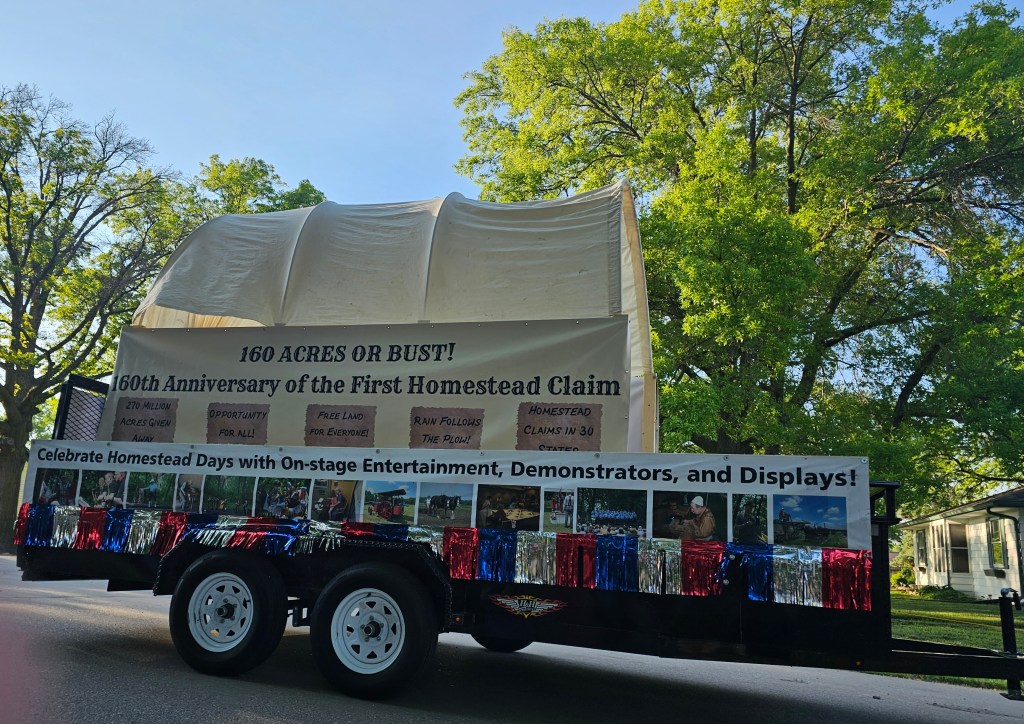 160 ACRES OR BUST!
160th Anniversary of the First Homestead Claim
270 MILLION
ACRES GIVEN
AWAY
OPPORTUNITY
FOR ALL!
FREE LAND
FOR EVERYONE!
RAIN FOLLOWS
THE PLOW!
HOMESTEAD
CLAIMS IN 30
STATES
Celebrate Homestead Days with On-stage Entertainment, Demonstrators, and Displays!
H&H